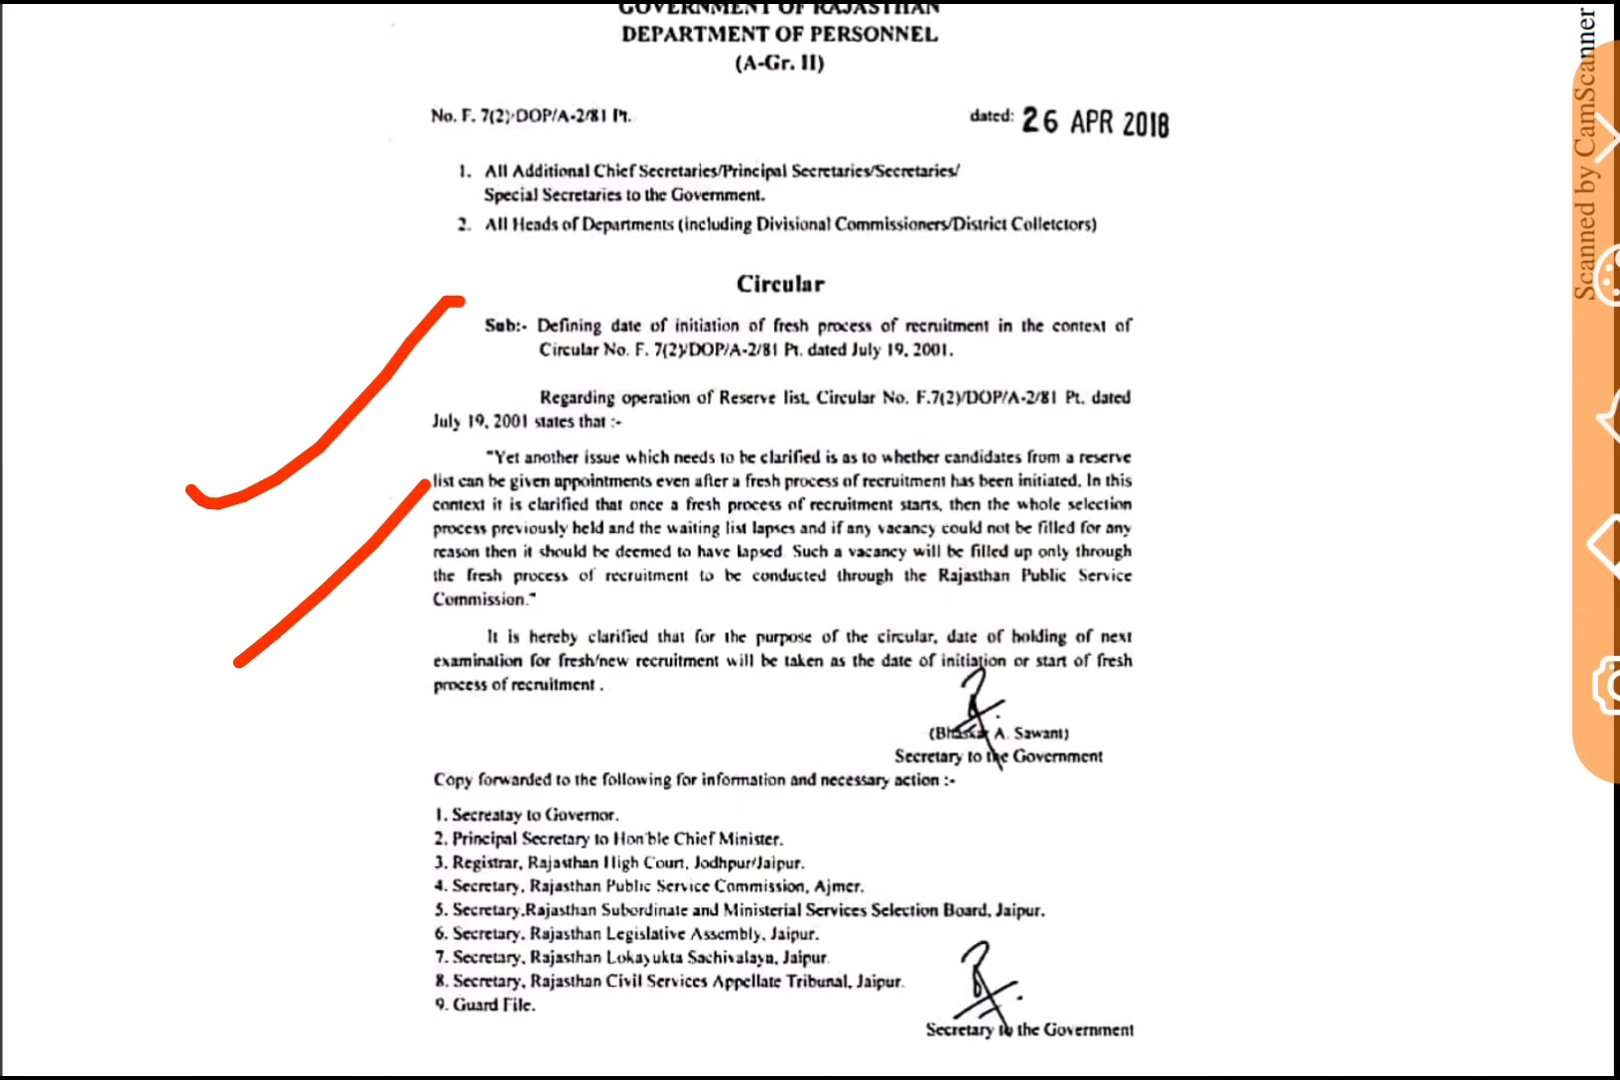 GOVERNMENT OF RAJASTHAN
DEPARTMENT OF PERSONNEL
(A-Gr. II)
No. F. 7(2)/DOP/A-2/81 Pt.
dated: 26 APR 2018
1. All Additional Chief Secretaries/Principal Secretaries/Secretaries/
Special Secretaries to the Government.
2. All Heads of Departments (including Divisional Commissioners/District Colletctors)
Circular
Sub:- Defining date of initiation of fresh process of recruitment in the context of
Circular No. F. 7(2)/DOP/A-2/81 Pt. dated July 19, 2001.
Regarding operation of Reserve list, Circular No. F.7(2)/DOP/A-2/81 Pt. dated
July 19, 2001 states that :-
"Yet another issue which needs to be clarified is as to whether candidates from a reserve
list can be given appointments even after a fresh process of recruitment has been initiated. In this
context it is clarified that once a fresh process of recruitment starts, then the whole selection
process previously held and the waiting list lapses and if any vacancy could not be filled for any
reason then it should be deemed to have lapsed. Such a vacancy will be filled up only through
the fresh process of recruitment to be conducted through the Rajasthan Public Service
Commission."
It is hereby clarified that for the purpose of the circular, date of holding of next
examination for fresh/new recruitment will be taken as the date of initiation or start of fresh
process of recruitment .
(Bhaskar A. Sawant)
Secretary to the Government
Copy forwarded to the following for information and necessary action :-
1. Secreatay to Governor.
2. Principal Secretary to Hon'ble Chief Minister.
3. Registrar, Rajasthan High Court, Jodhpur/Jaipur.
4. Secretary, Rajasthan Public Service Commission, Ajmer.
5. Secretary,Rajasthan Subordinate and Ministerial Services Selection Board, Jaipur.
6. Secretary, Rajasthan Legislative Assembly, Jaipur.
7. Secretary, Rajasthan Lokayukta Sachivalaya, Jaipur.
8. Secretary, Rajasthan Civil Services Appellate Tribunal, Jaipur.
9. Guard File.
Secretary to the Government
Scanned by CamScanner